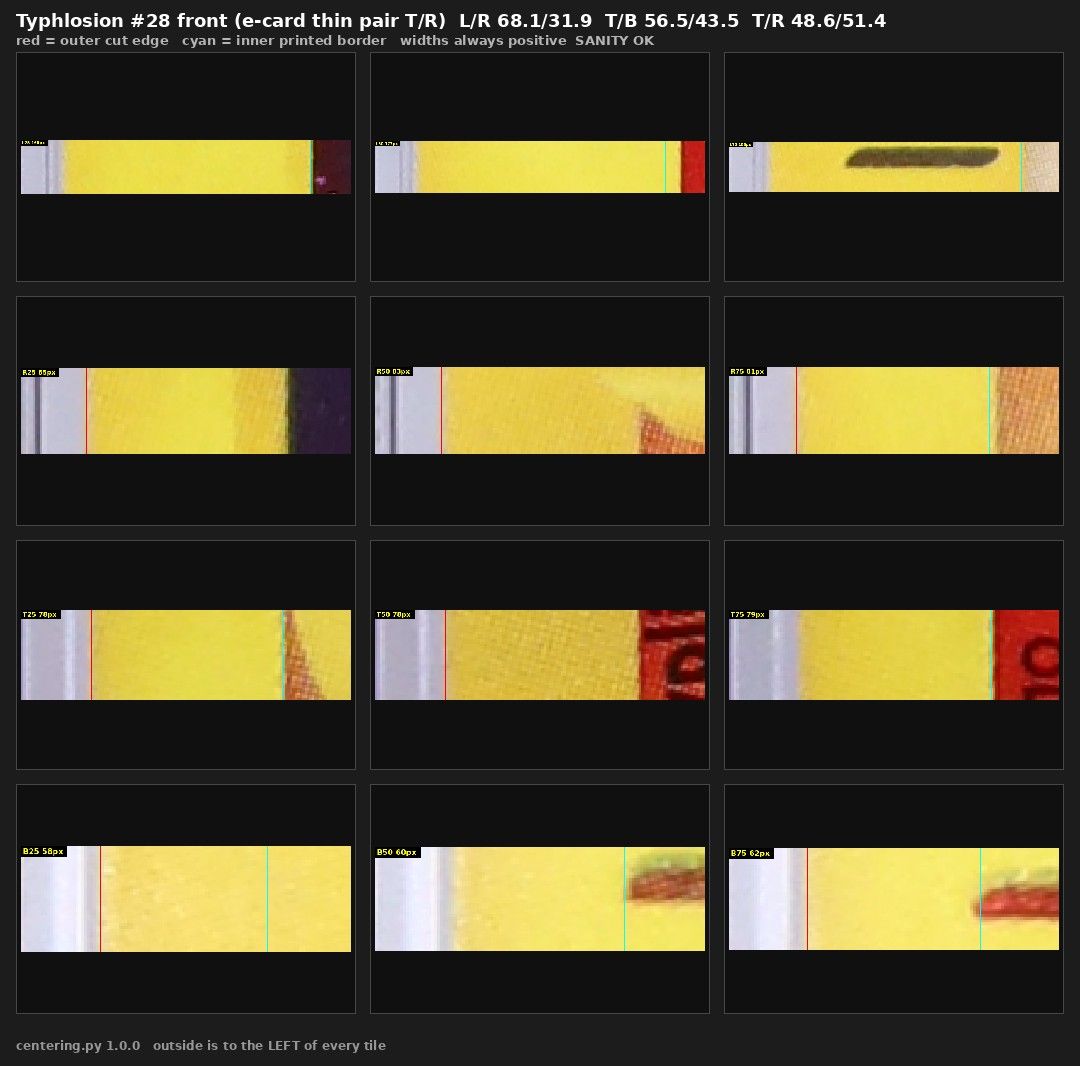 Typhlosion #28 front (e-card thin pair T/R)  L/R 68.1/31.9  T/B 56.5/43.5  T/R 48.6/51.4
red = outer cut edge   cyan = inner printed border   widths always positive  SANITY OK
R25 85px
R50 83px
R75 81px
T25 78px
T50 78px
T75 79px
B25 58px
B50 60px
B75 62px
centering.py 1.0.0   outside is to the LEFT of every tile